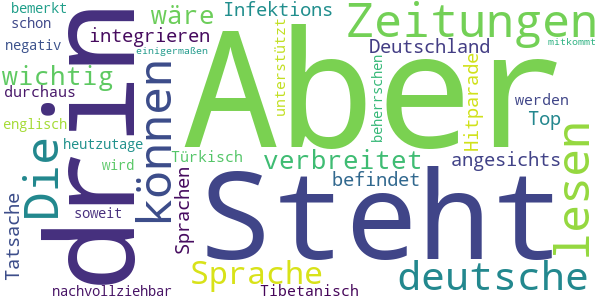 bemerkt
schon
negativ
wichtig
durchaus
englisch
heutzutage
wird
soweit
nachvollziehbar
Tatsache
Die
drin
können
wäre
integrieren
einigermaßen
Infektions
Aber
Zeitungen
Deutschland
mitkommt
unterstützt
beherrschen
Hitparade
werden
Top
Türkisch
verbreitet
angesichts
befindet
Sprachen
Steht
lesen
Sprache
deutsche
Tibetanisch